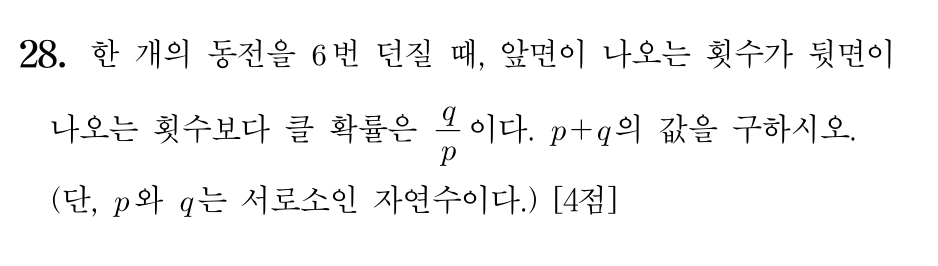 28. 한 개의 동전을 6번 던질 때, 앞면이 나오는 횟수가 뒷면이
나오는 횟수보다 클 확률은 q/p 이다. p+q의 값을 구하시오.
(단, p와 q는 서로소인 자연수이다.) [4점]